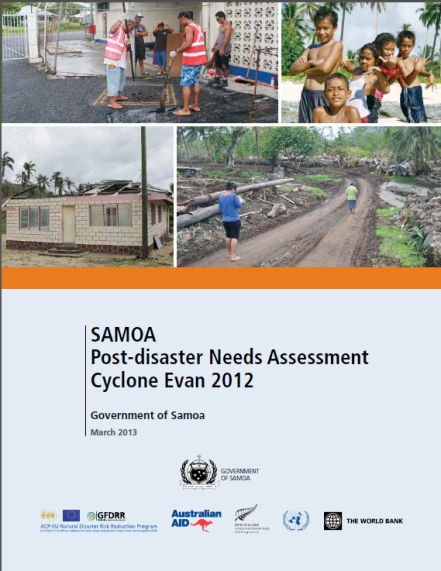 SAMOA
Post-disaster Needs Assessment
Cyclone Evan 2012
Government of Samoa
March 2013
GOVERNMENT
OF SAMOA
GFDRR
ACP-EU Natural Disaster Risk Reduction Program
Australian
AID
THE WORLD BANK